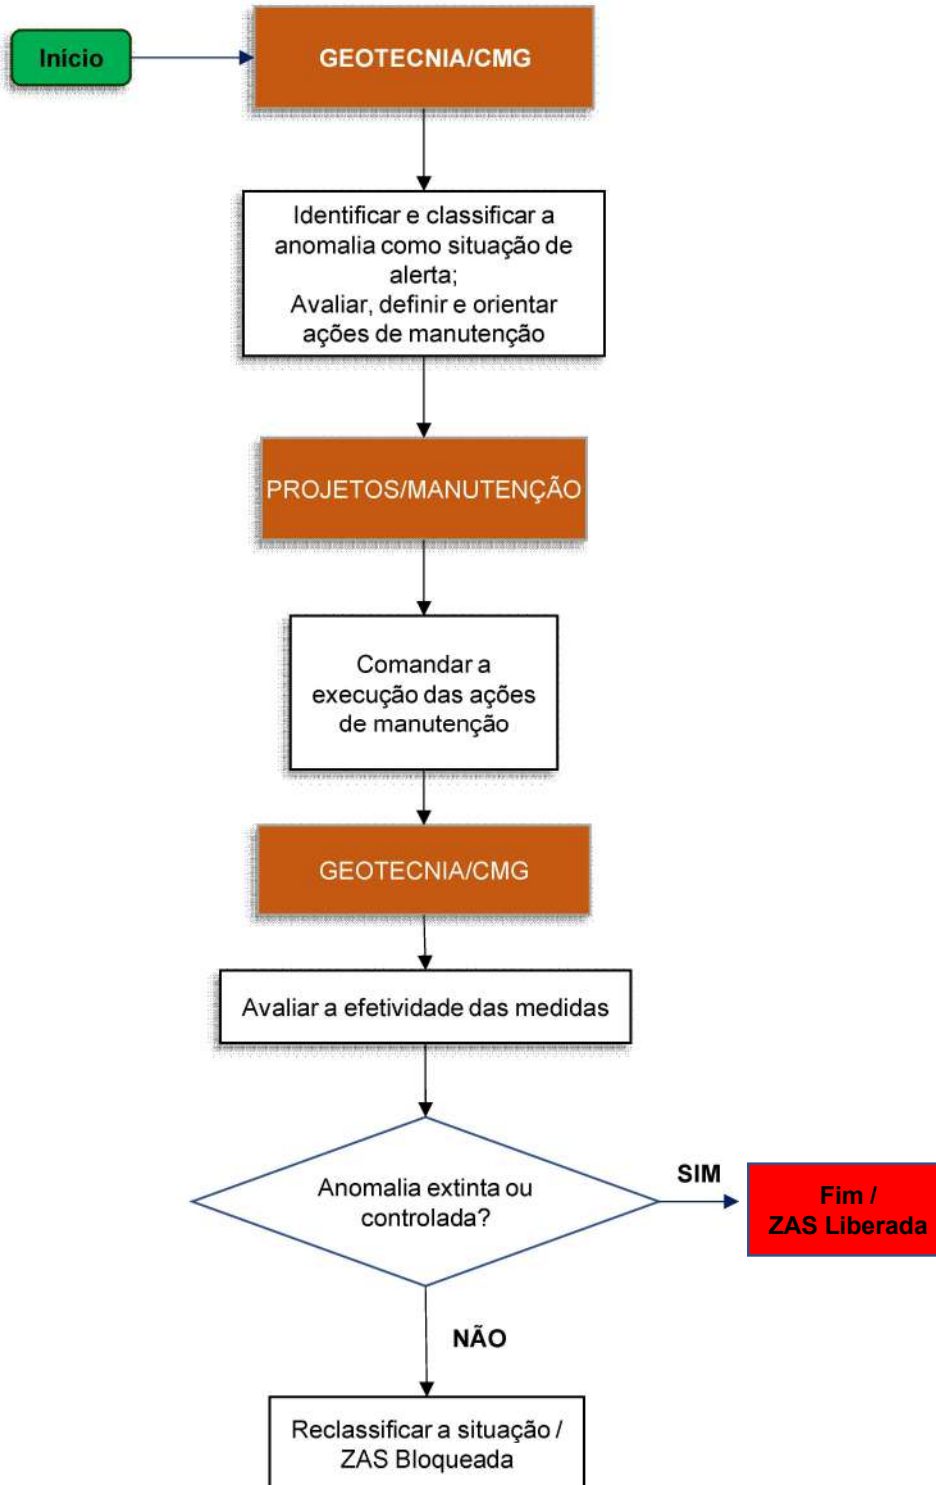 Início
GEOTECNIA/CMG
Identificar e classificar a
anomalia como situação de
alerta;
Avaliar, definir e orientar
ações de manutenção
PROJETOS/MANUTENÇÃO
Comandar a
execução das ações
de manutenção
GEOTECNIA/CMG
Avaliar a efetividade das medidas
Anomalia extinta ou
controlada?
SIM
Fim /
ZAS Liberada
NÃO
Reclassificar a situação /
ZAS Bloqueada